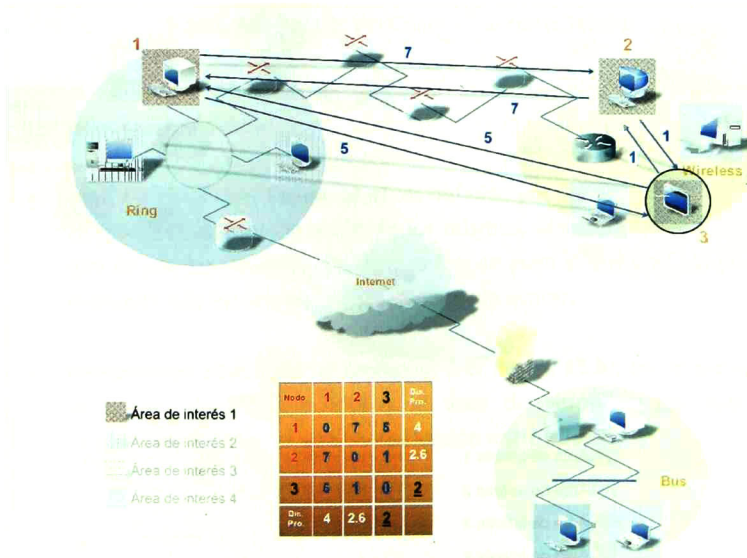 1
7
2
7
5
5
1
1
Wireless
3
Ring
Internet
Bus
Área de interés 1
Área de interés 2
Área de interés 3
Área de interés 4
Nodo 1 2 3 Dis. Pro.
1 0 7 5 4
2 7 0 1 2.6
3 5 1 0 2
Dis. Pro. 4 2.6 2